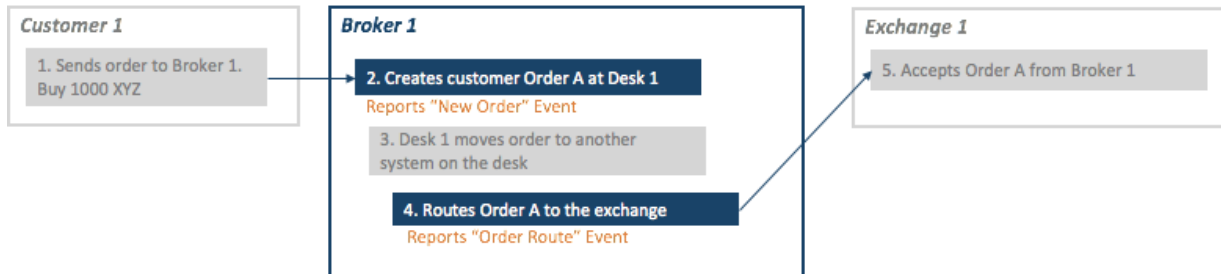 Customer 1
1. Sends order to Broker 1.
Buy 1000 XYZ
Broker 1
2. Creates customer Order A at Desk 1
Reports "New Order" Event
3. Desk 1 moves order to another
system on the desk
4. Routes Order A to the exchange
Reports "Order Route" Event
Exchange 1
5. Accepts Order A from Broker 1